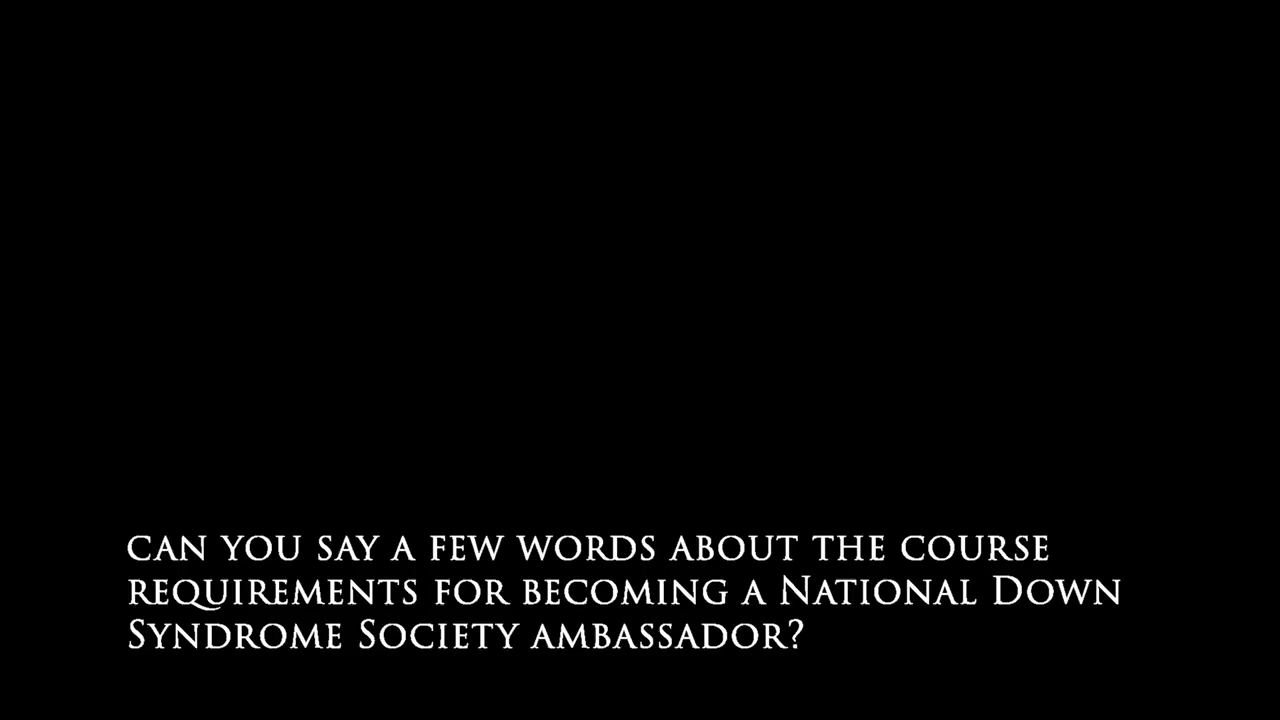 can you say a few words about the course
requirements for becoming a National Down
Syndrome Society ambassador?